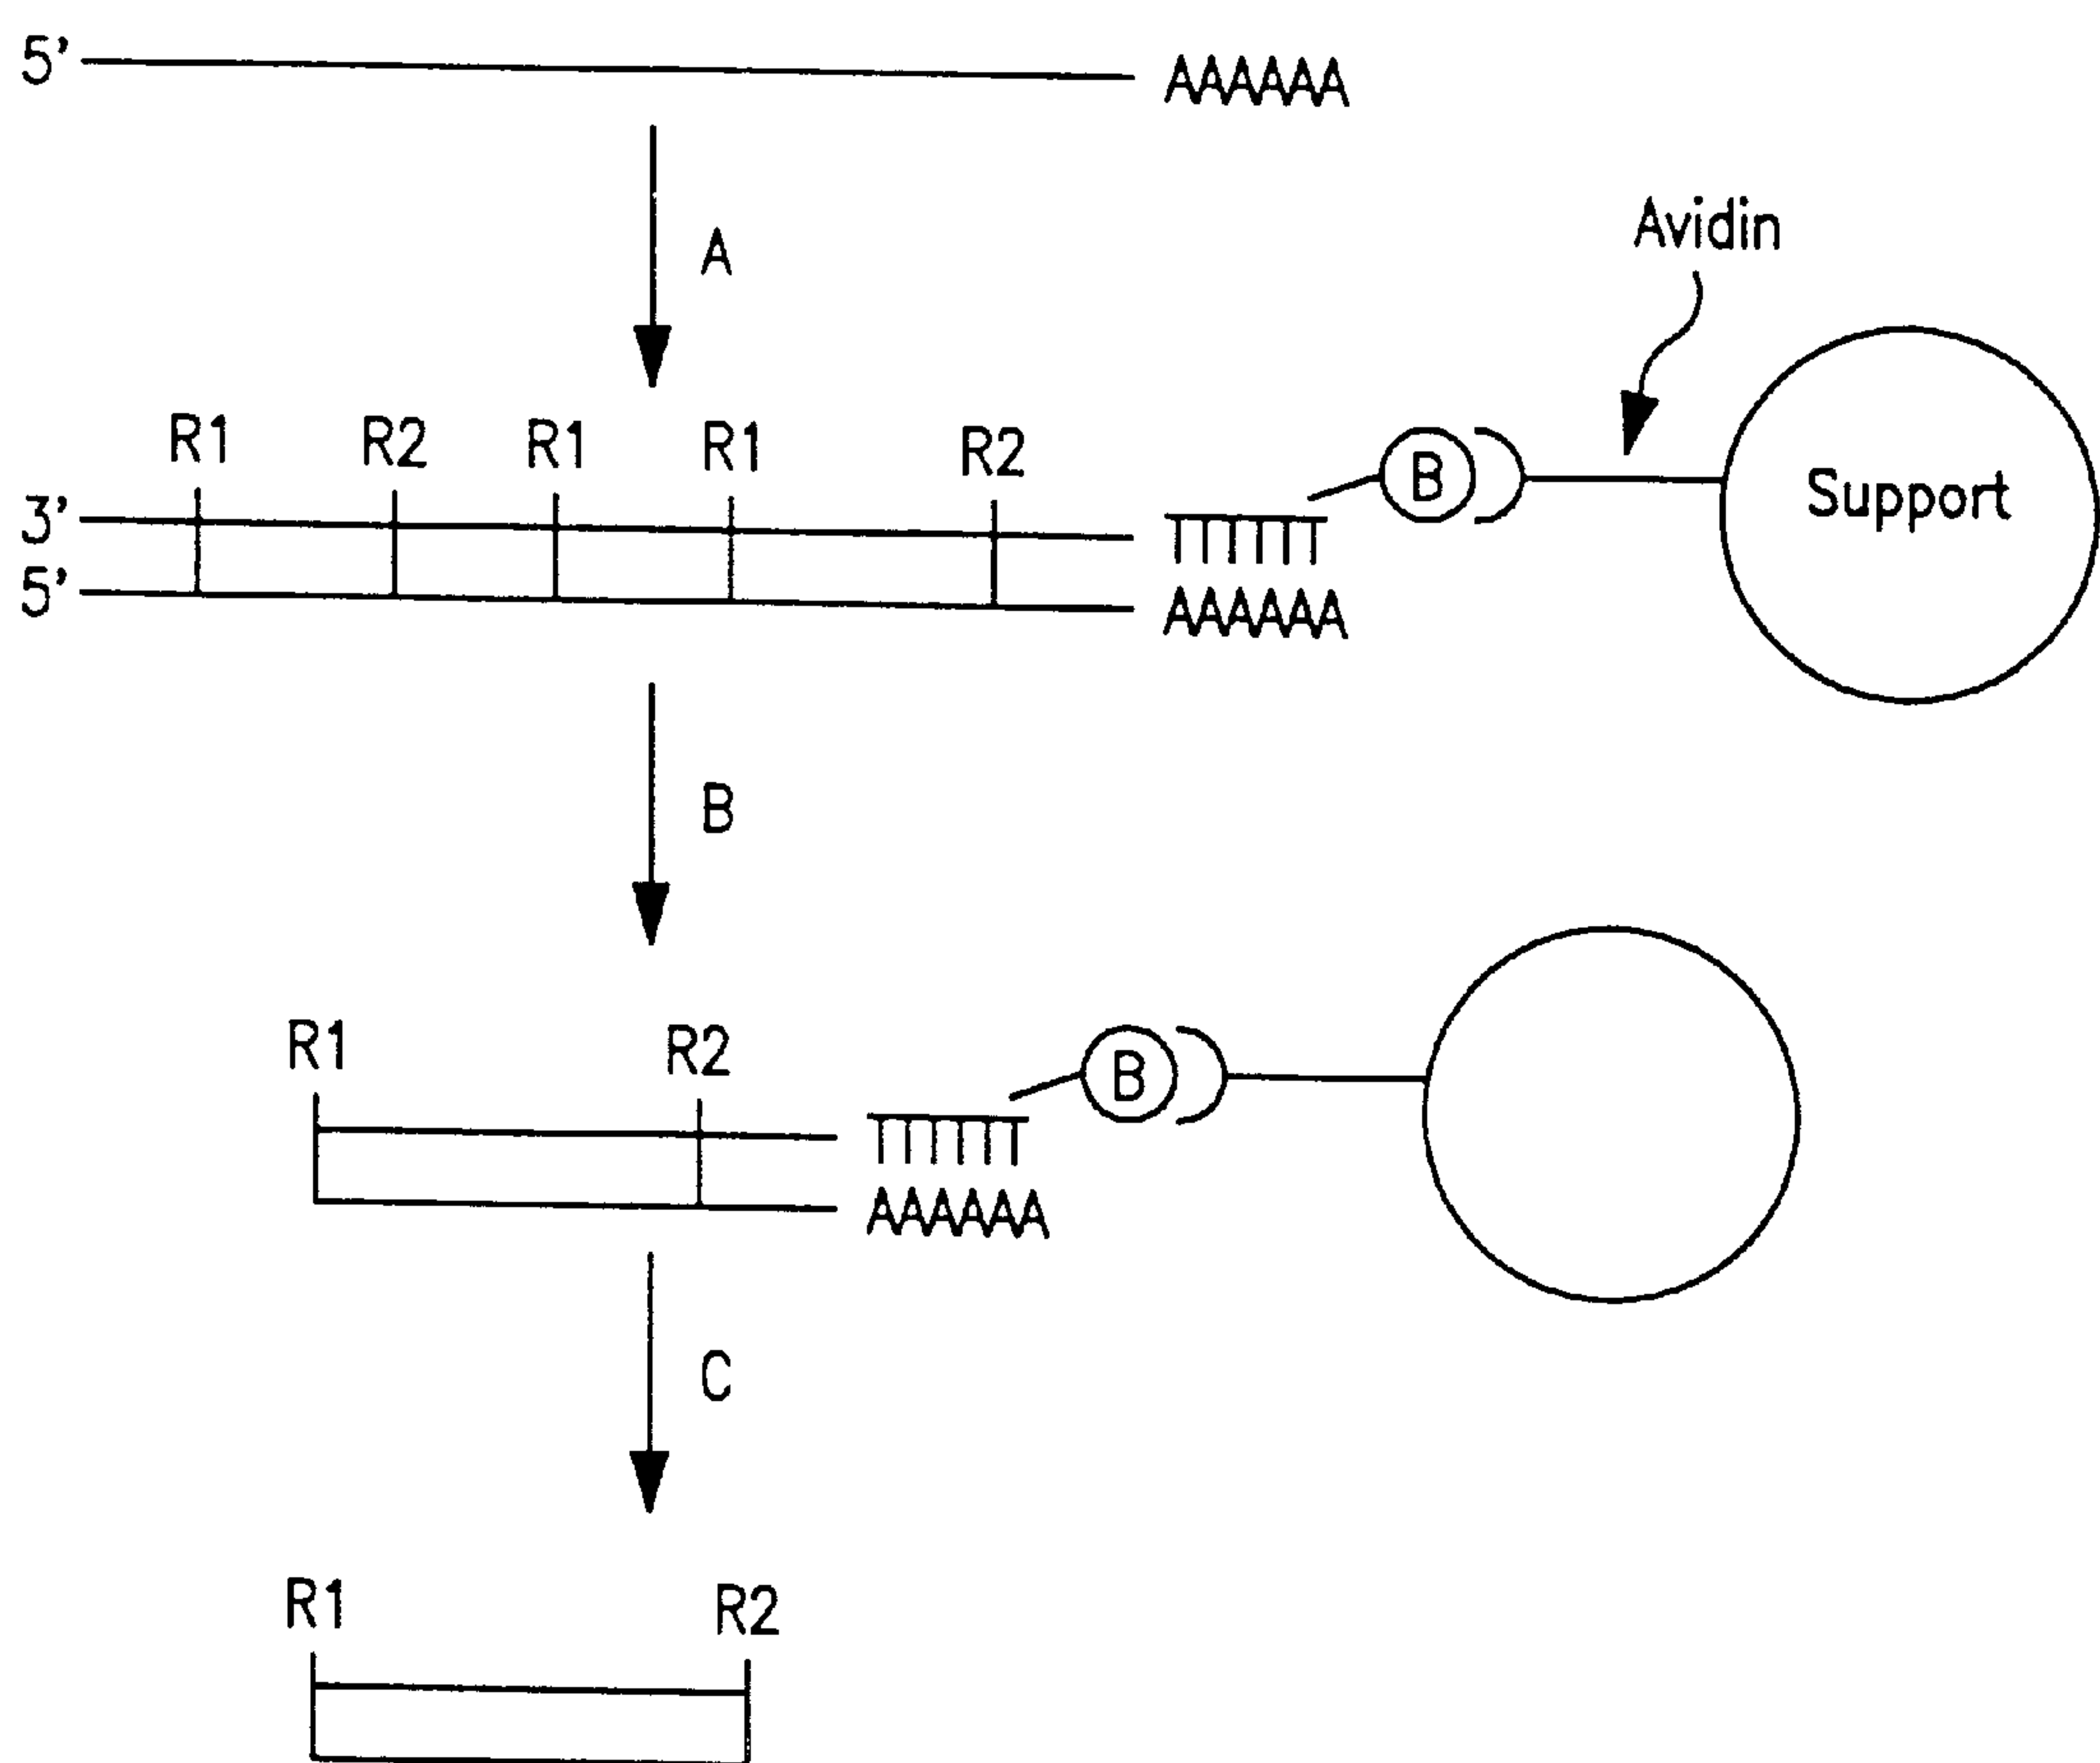 5' AAAAAA
A
Avidin
R1 R2 R1 R1 R2
3' TTTTTT B Support
5' AAAAAA
B
R1 R2
TTTTTT B
AAAAAA
C
R1 R2